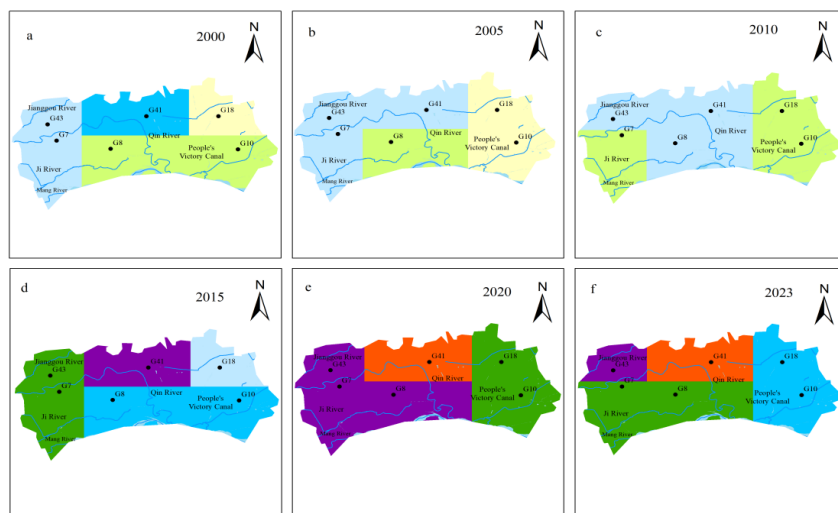 a
2000
N
Jianggou River
G43
G41
G18
G7
Qin River
G8
People's
Victory Canal
G10
Ji River
Mang River
b
2005
N
Jianggou River
G43
G41
G18
G7
Qin River
G8
People's
Victory Canal
G10
Ji River
Mang River
c
2010
N
Jianggou River
G43
G41
G18
G7
Qin River
G8
People's
Victory Canal
G10
Ji River
Mang River
d
2015
N
Jianggou River
G43
G41
G18
G7
Qin River
G8
People's
Victory Canal
G10
Ji River
Mang River
e
2020
N
Jianggou River
G43
G41
G18
G7
Qin River
G8
People's
Victory Canal
G10
Ji River
Mang River
f
2023
N
Jianggou River
G43
G41
G18
G7
Qin River
G8
People's
Victory Canal
G10
Ji River
Mang River